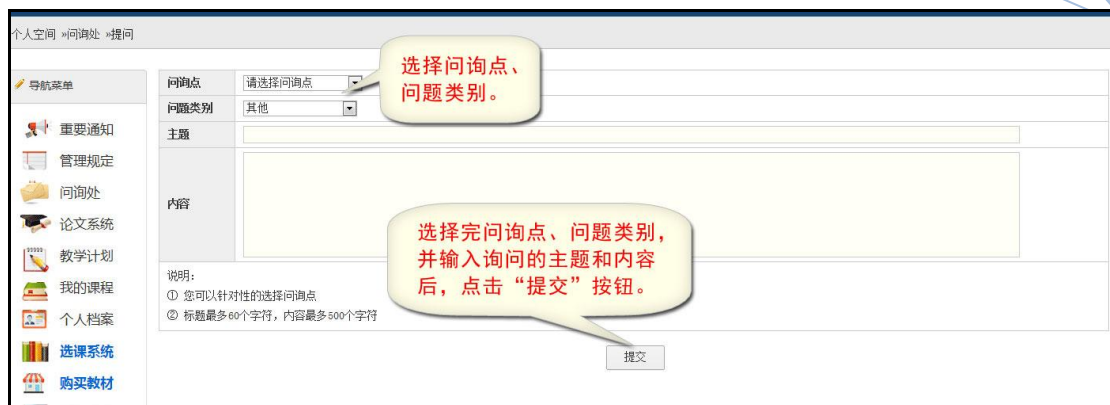 个人空间 »问询处 »提问
导航菜单
重要通知
管理规定
问询处
论文系统
教学计划
我的课程
个人档案
选课系统
购买教材
问询点 请选择问询点
问题类别 其他
主题
内容
选择问询点、
问题类别。
选择完问询点、问题类别，
并输入询问的主题和内容
后，点击“提交”按钮。
说明：
① 您可以针对性的选择问询点
② 标题最多60个字符，内容最多500个字符
提交